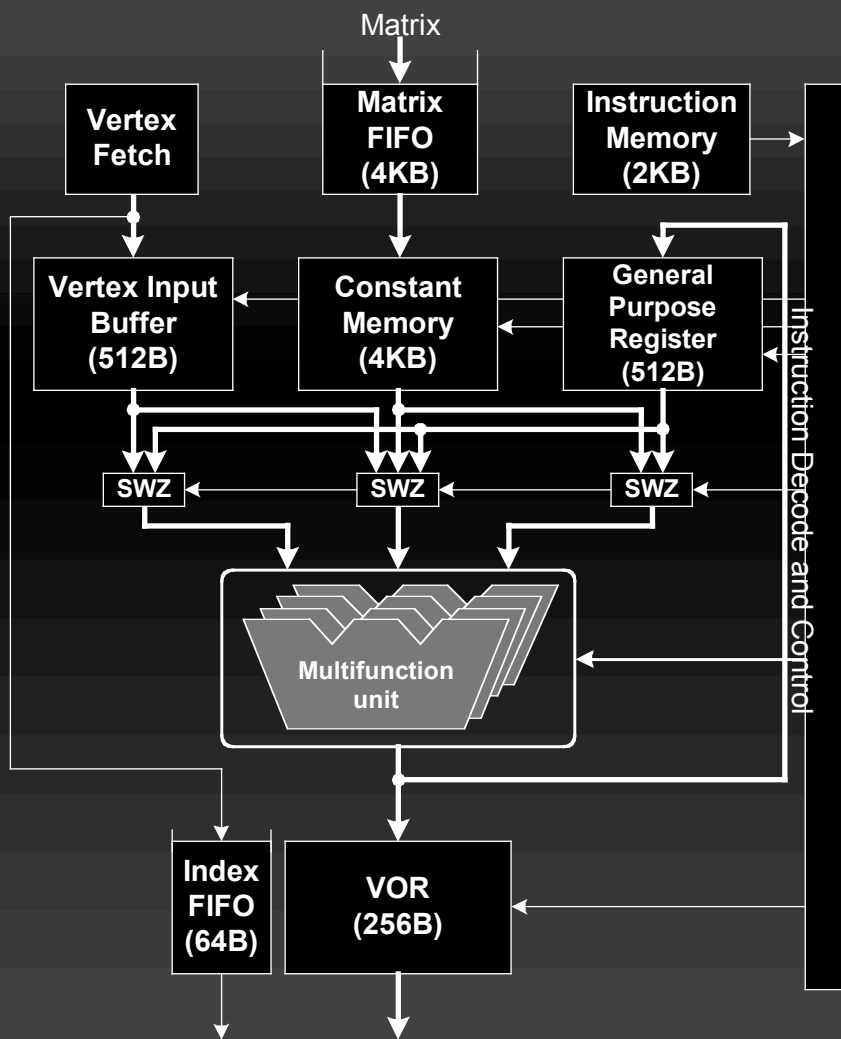 Matrix
Vertex
Fetch
Matrix
FIFO
(4KB)
Instruction
Memory
(2KB)
Vertex Input
Buffer
(512B)
Constant
Memory
(4KB)
General
Purpose
Register
(512B)
Instruction Decode and Control
SWZ
SWZ
SWZ
Multifunction
unit
Index
FIFO
(64B)
VOR
(256B)